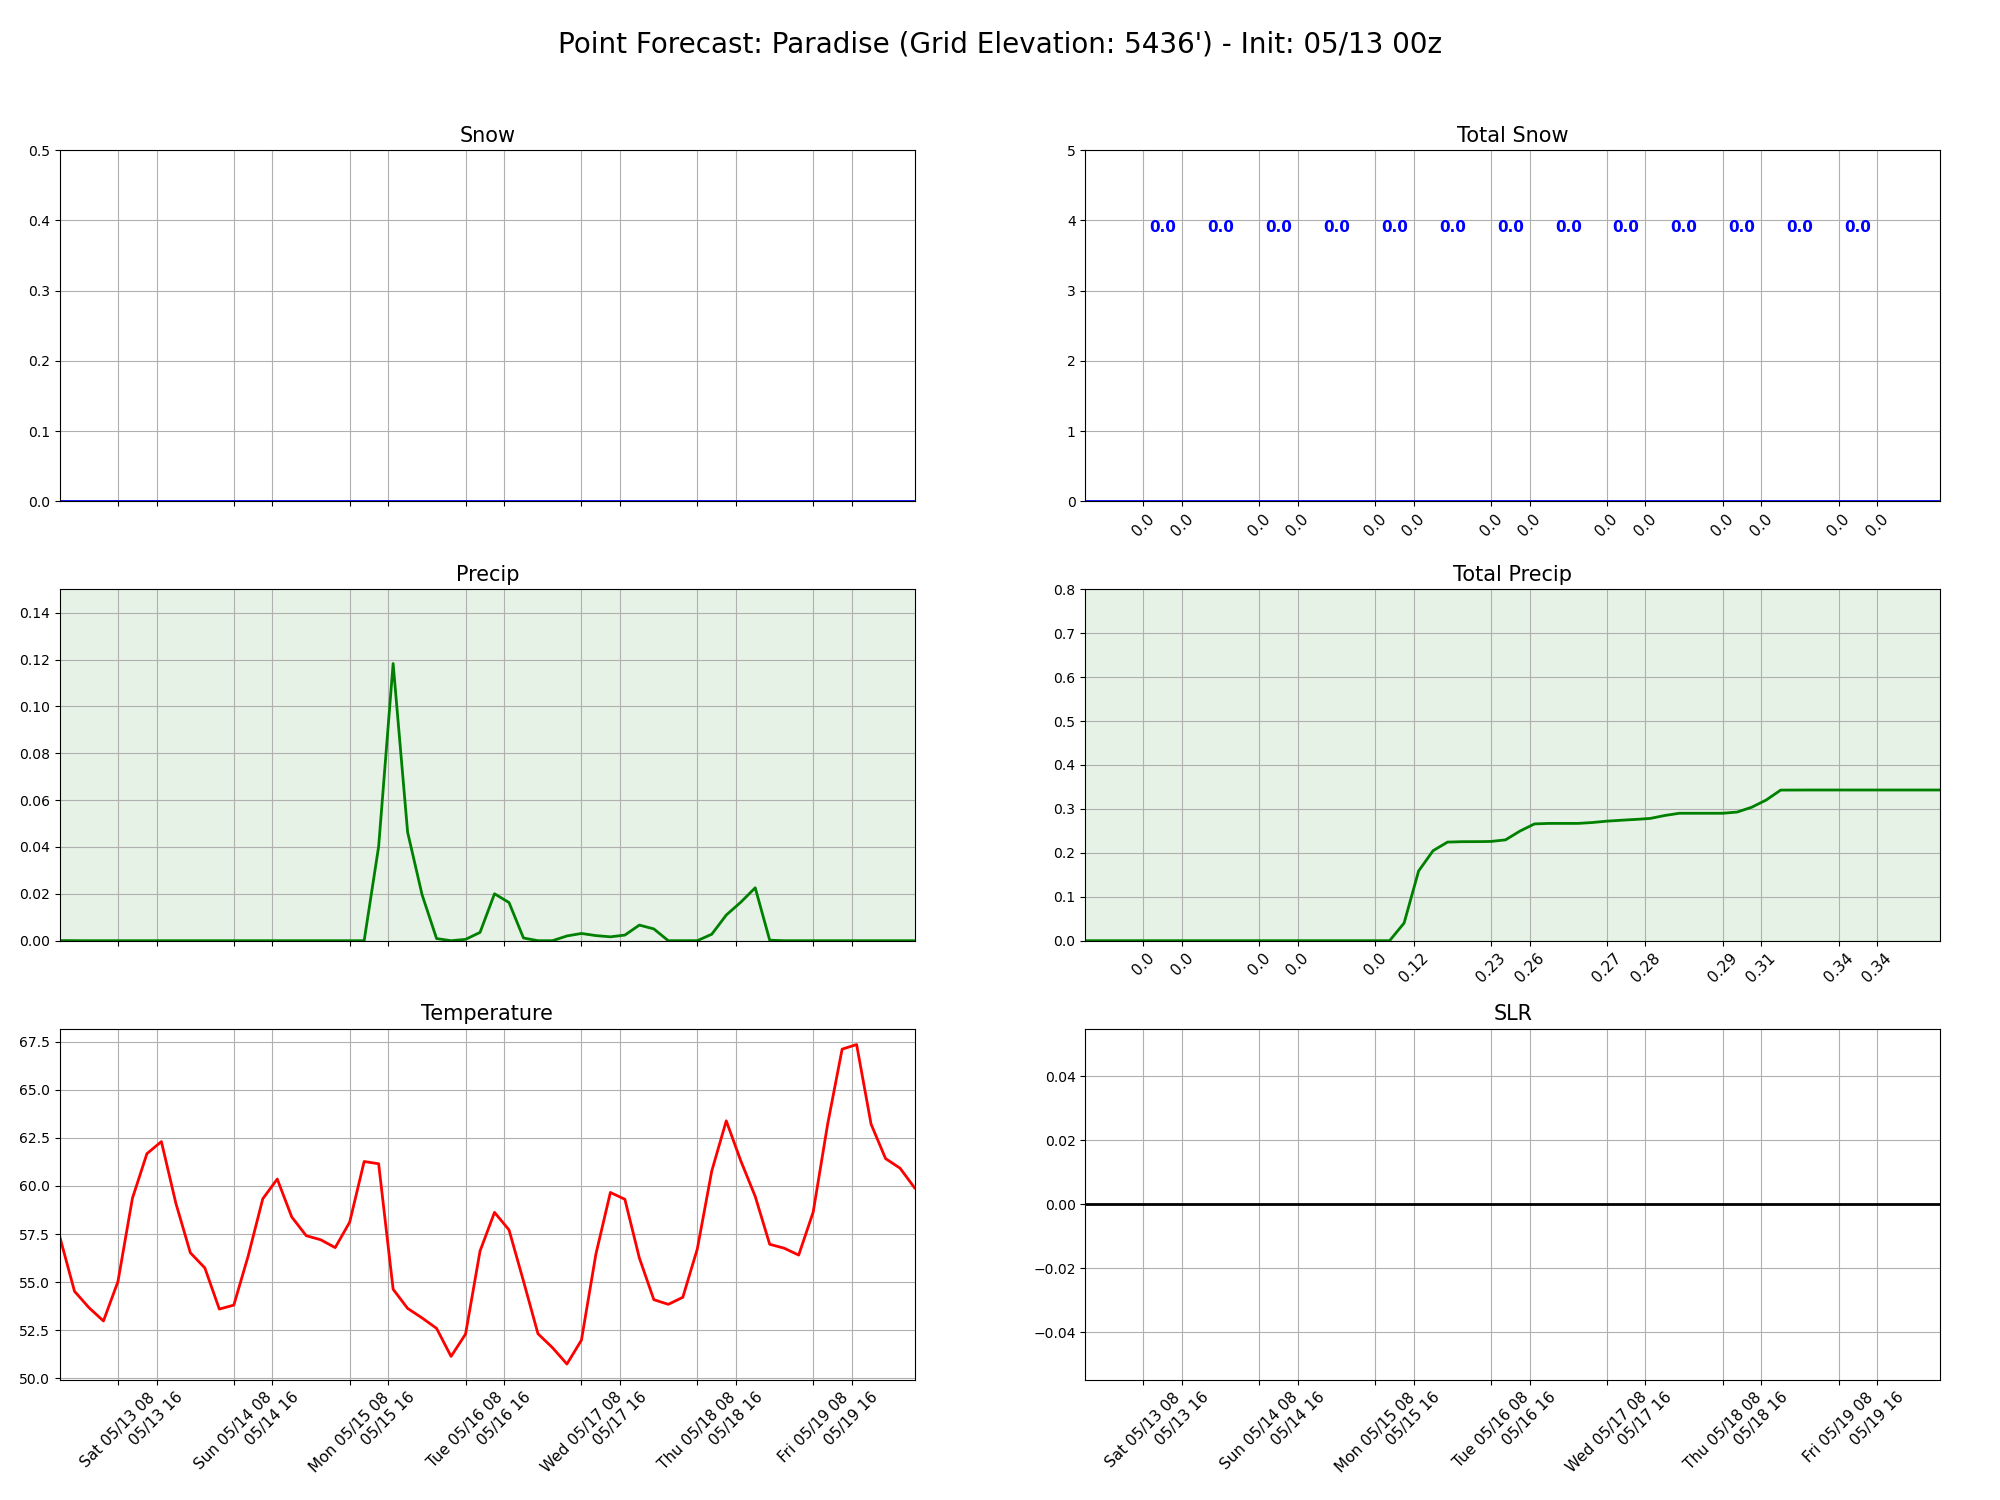 Point Forecast: Paradise (Grid Elevation: 5436') - Init: 05/13 00z
Snow
0.5
0.4
0.3
0.2
0.1
0.0
Total Snow
5
4
3
2
1
0
0.0 0.0 0.0 0.0 0.0 0.0 0.0 0.0 0.0 0.0 0.0 0.0 0.0
0.0 0.0 0.0 0.0 0.0 0.0 0.0 0.0 0.0 0.0 0.0 0.0 0.0 0.0
Precip
0.14
0.12
0.10
0.08
0.06
0.04
0.02
0.00
Total Precip
0.8
0.7
0.6
0.5
0.4
0.3
0.2
0.1
0.0
0.0 0.0 0.0 0.0 0.0 0.12 0.23 0.26 0.27 0.28 0.29 0.31 0.34 0.34
Temperature
67.5
65.0
62.5
60.0
57.5
55.0
52.5
50.0
Sat 05/13 08
05/13 16
Sun 05/14 08
05/14 16
Mon 05/15 08
05/15 16
Tue 05/16 08
05/16 16
Wed 05/17 08
05/17 16
Thu 05/18 08
05/18 16
Fri 05/19 08
05/19 16
SLR
0.04
0.02
0.00
−0.02
−0.04
Sat 05/13 08
05/13 16
Sun 05/14 08
05/14 16
Mon 05/15 08
05/15 16
Tue 05/16 08
05/16 16
Wed 05/17 08
05/17 16
Thu 05/18 08
05/18 16
Fri 05/19 08
05/19 16